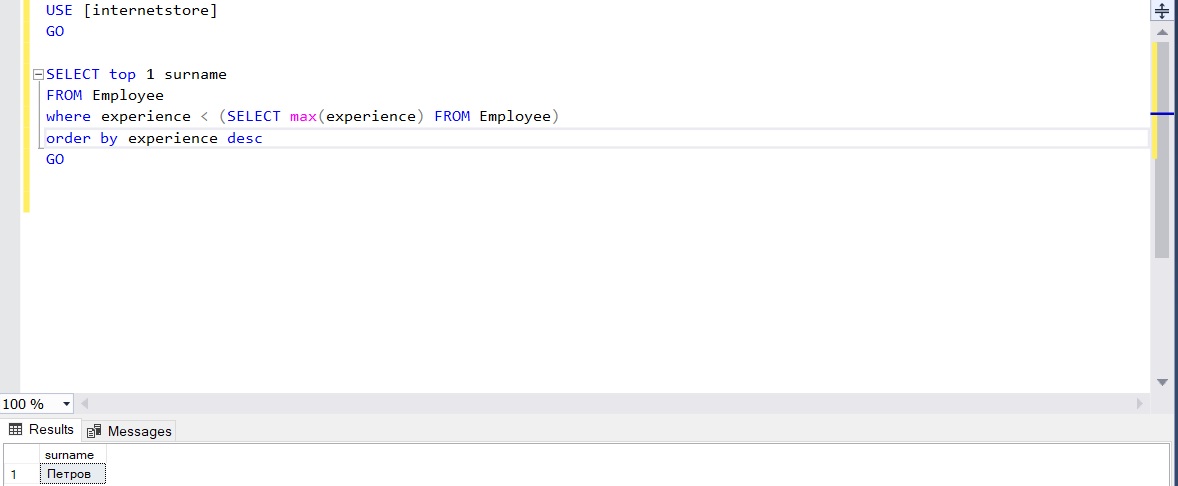 USE [internetstore]
GO
SELECT top 1 surname
FROM Employee
where experience < (SELECT max(experience) FROM Employee)
order by experience desc
GO
100 %
Results Messages
surname
1 Петров